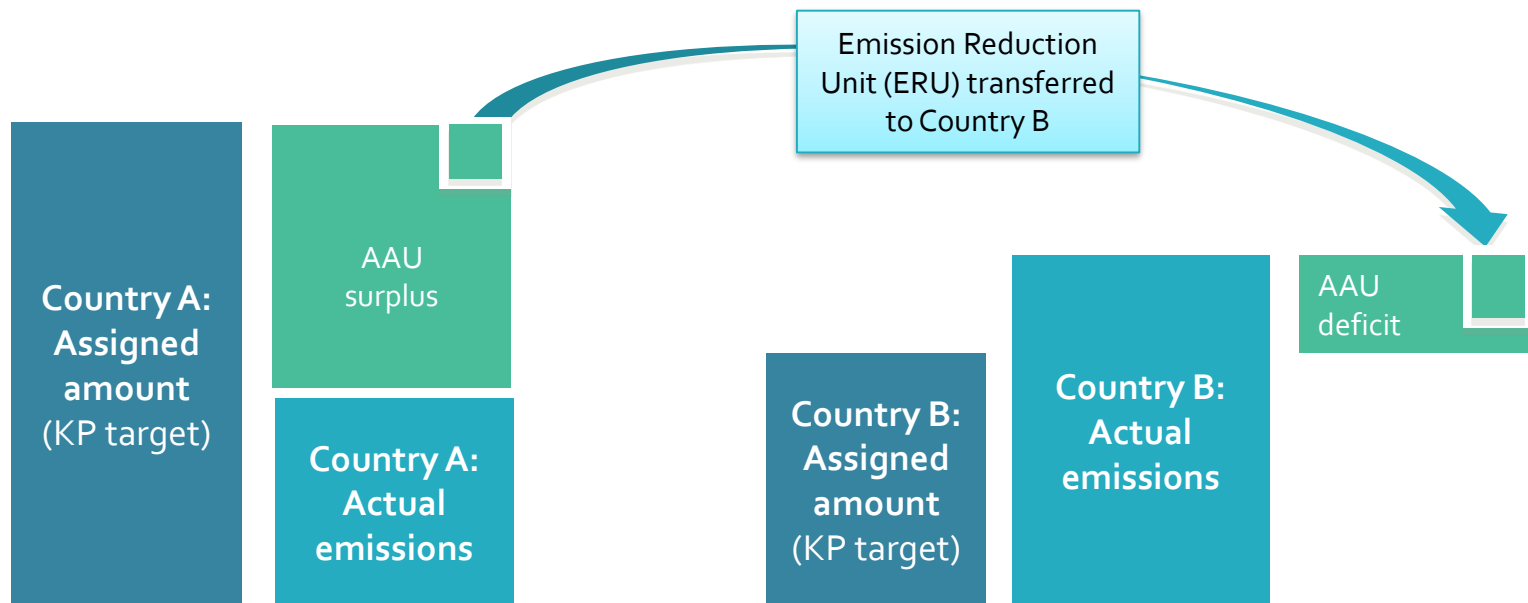 Emission Reduction
Unit (ERU) transferred
to Country B
Country A:
Assigned
amount
(KP target)
AAU
surplus
Country A:
Actual
emissions
Country B:
Assigned
amount
(KP target)
Country B:
Actual
emissions
AAU
deficit